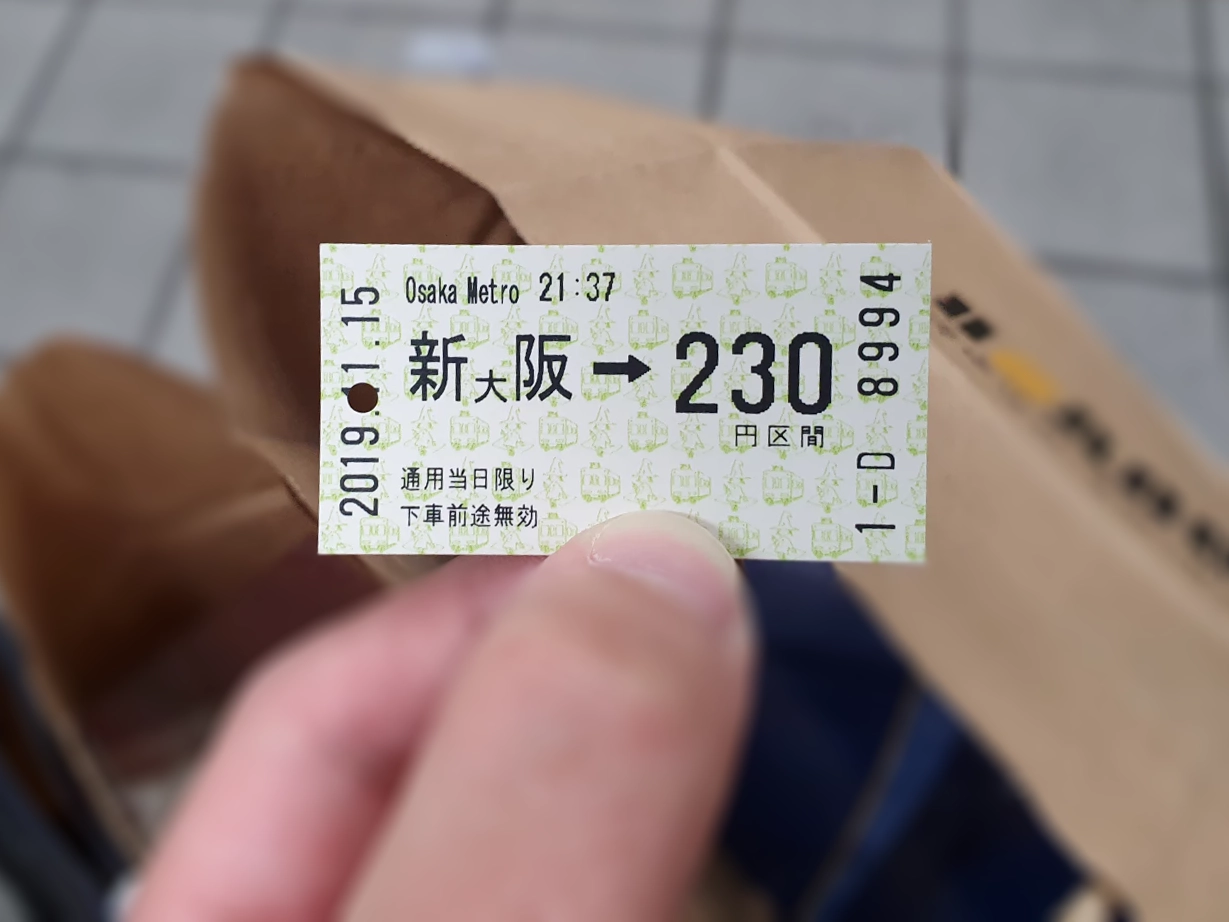 Osaka Metro 21:37
新大阪→230
円区間
通用当日限り
下車前途無効
2019.11.15
1-D 8994